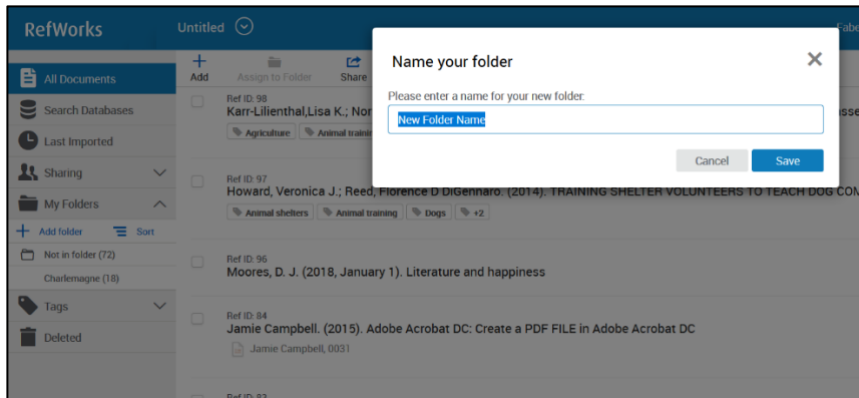 RefWorks
Untitled
Fabe
All Documents
Search Databases
Last Imported
Sharing
My Folders
Add folder Sort
Not in folder (72)
Charlemagne (18)
Tags
Deleted
Add Assign to Folder Share
Ref ID: 98
Karr-Lilienthal,Lisa K.; Nor
Agriculture Animal trainin
Ref ID: 97
Howard, Veronica J.; Reed, Florence D DiGennaro. (2014). TRAINING SHELTER VOLUNTEERS TO TEACH DOG COM
Animal shelters Animal training Dogs +2
Ref ID: 96
Moores, D. J. (2018, January 1). Literature and happiness
Ref ID: 84
Jamie Campbell. (2015). Adobe Acrobat DC: Create a PDF FILE in Adobe Acrobat DC
Jamie Campbell, 0031
Name your folder
Please enter a name for your new folder:
New Folder Name
Cancel Save